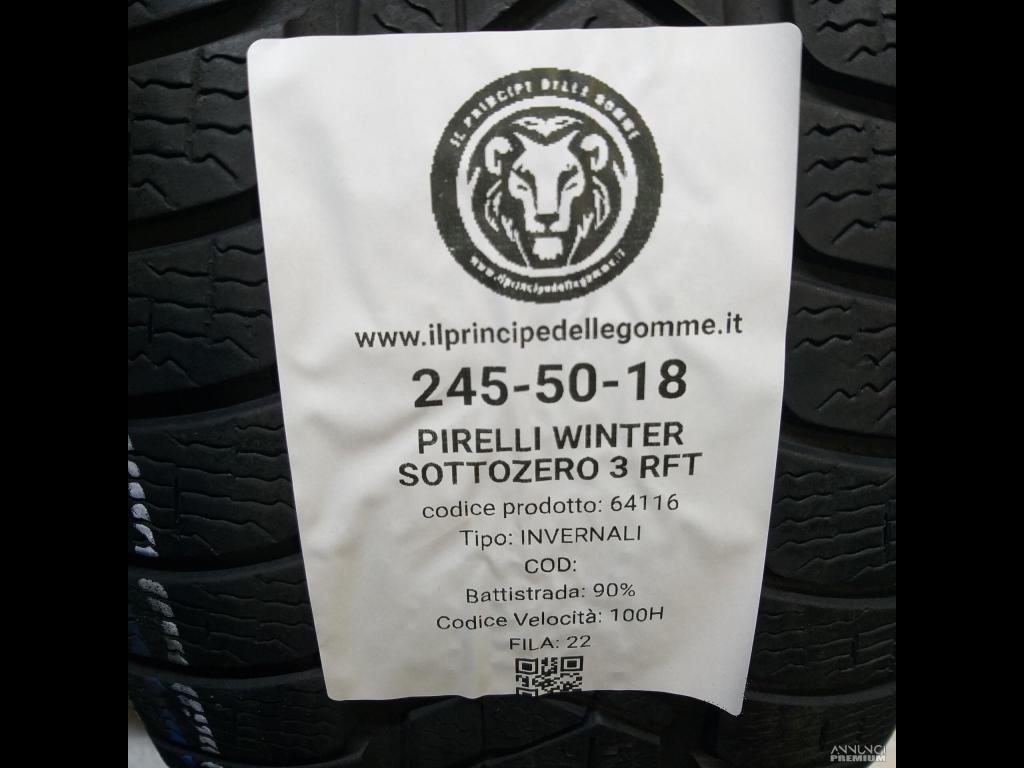 IL PRINCIPE DELLE GOMME
www.ilprincipedellegomme.it
www.ilprincipedellegomme.it
245-50-18
PIRELLI WINTER
SOTTOZERO 3 RFT
codice prodotto: 64116
Tipo: INVERNALI
COD:
Battistrada: 90%
Codice Velocità: 100H
FILA: 22
ANNUNCI
PREMIUM